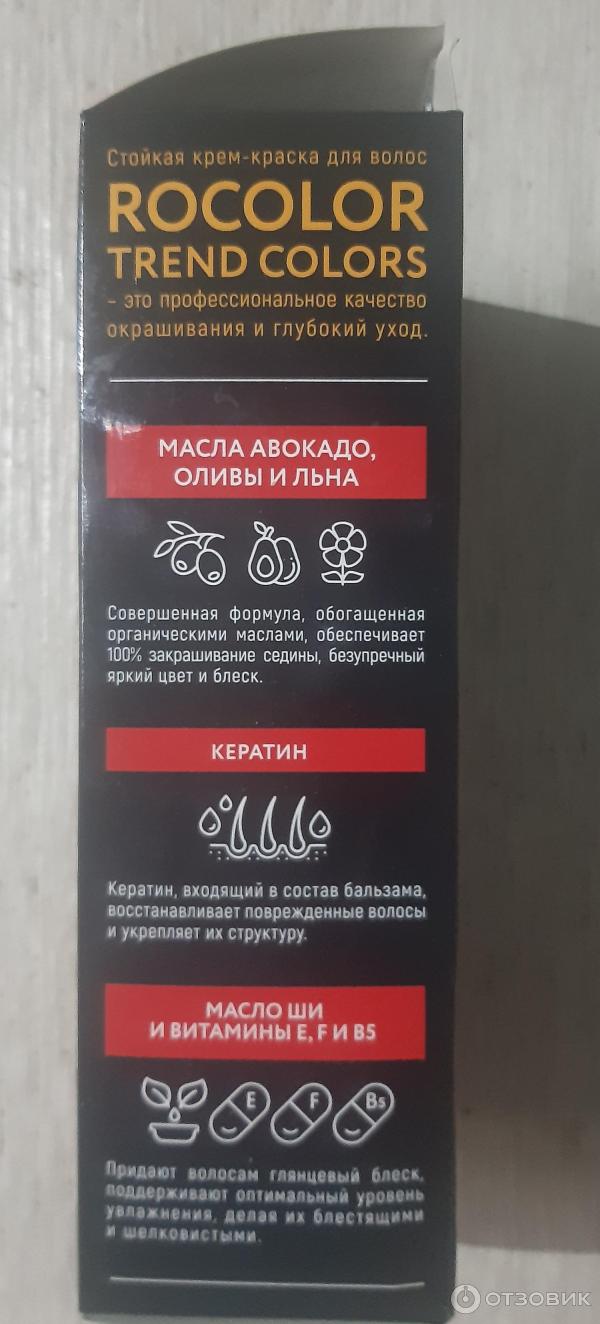 Стойкая крем-краска для волос
ROCOLOR
TREND COLORS
– это профессиональное качество
окрашивания и глубокий уход.
МАСЛА АВОКАДО,
ОЛИВЫ И ЛЬНА
Совершенная формула, обогащенная
органическими маслами, обеспечивает
100% закрашивание седины, безупречный
яркий цвет и блеск.
КЕРАТИН
Кератин, входящий в состав бальзама,
восстанавливает поврежденные волосы
и укрепляет их структуру.
МАСЛО ШИ
И ВИТАМИНЫ E, F И B5
E F B5
Придают волосам глянцевый блеск,
поддерживают оптимальный уровень
увлажнения, делая их блестящими
и шелковистыми.
ОТЗОВИК